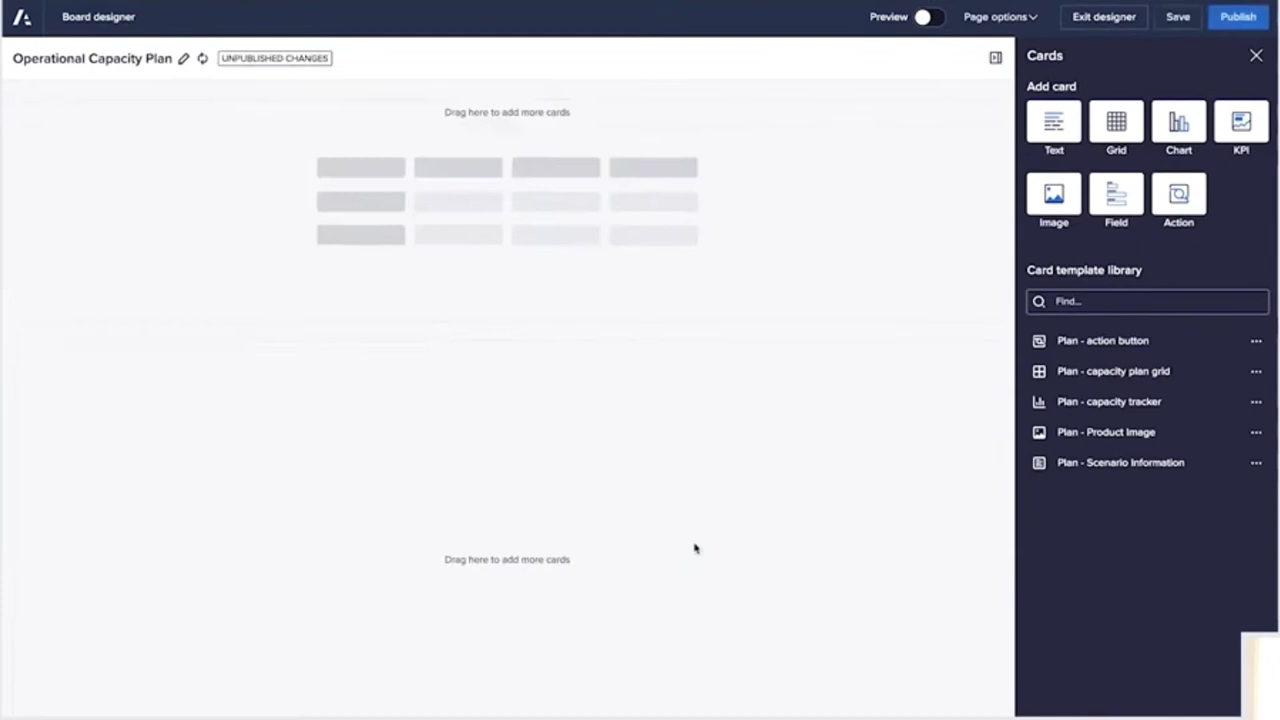 Board designer
Preview
Page options
Exit designer
Save
Publish
Operational Capacity Plan
UNPUBLISHED CHANGES
Drag here to add more cards
Drag here to add more cards
Cards
Add card
Text
Grid
Chart
KPI
Image
Field
Action
Card template library
Find...
Plan - action button
Plan - capacity plan grid
Plan - capacity tracker
Plan - Product Image
Plan - Scenario Information